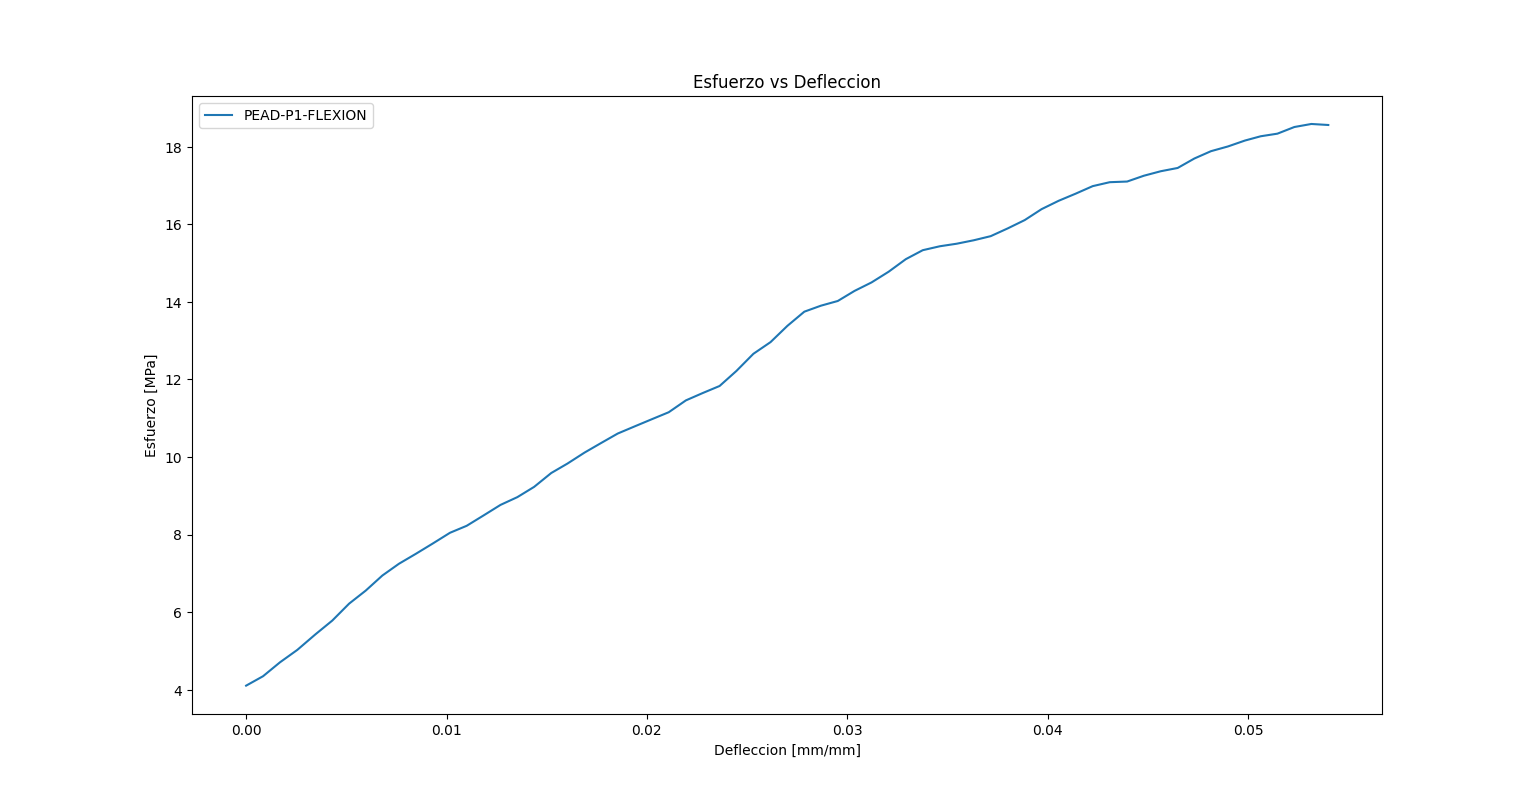 Esfuerzo vs Defleccion
PEAD-P1-FLEXION
Esfuerzo [MPa]
18
16
14
12
10
8
6
4
0.00 0.01 0.02 0.03 0.04 0.05
Defleccion [mm/mm]